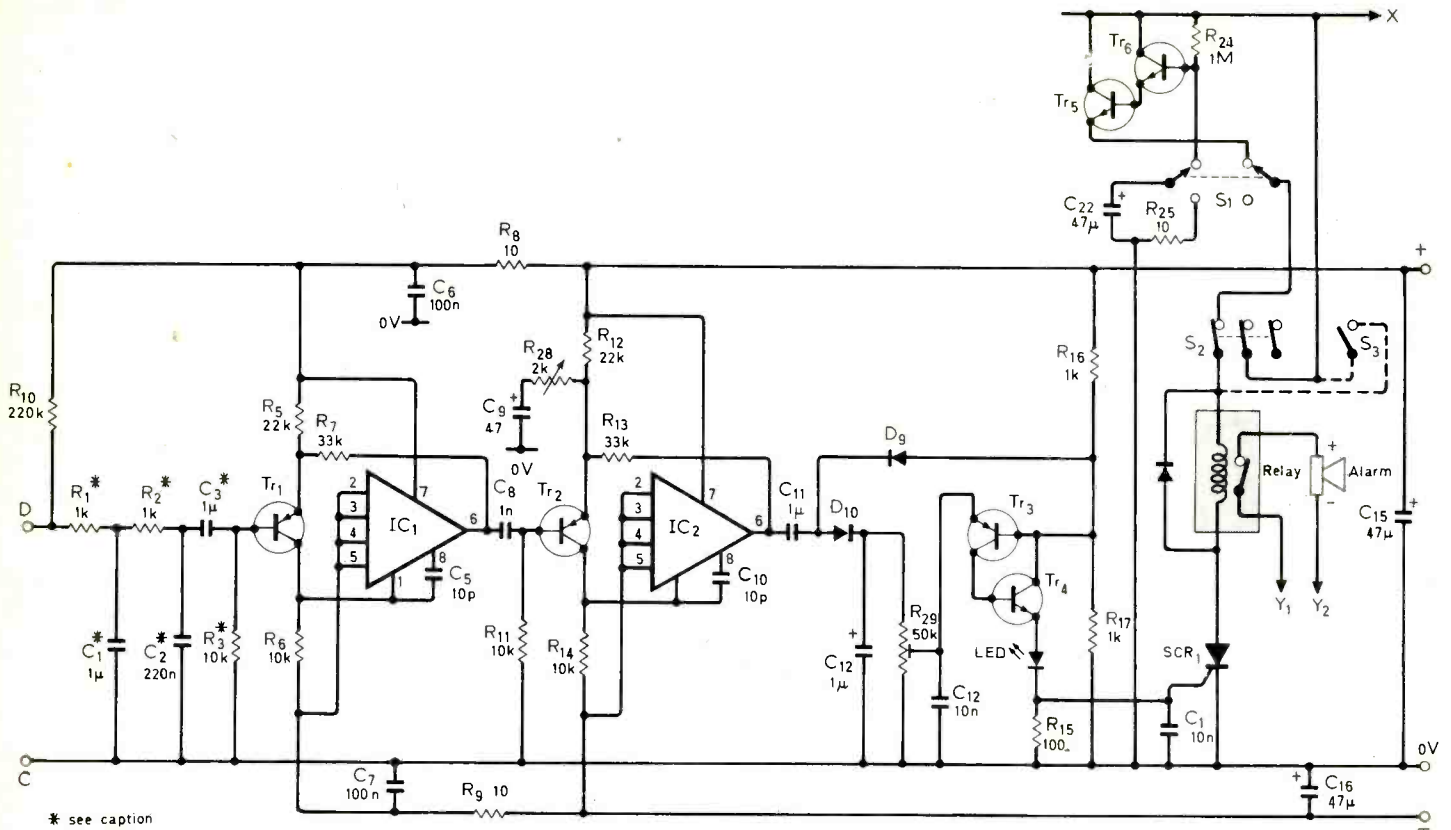 X
Tr6
R24
1M
Tr5
C22
47µ
+
R25
10
S1
R8
10
+
C6
100n
0V
R12
22k
R28
2k
S2
S3
R16
1k
R10
220k
R5
22k
R7
33k
C9
47
+
0V
R13
33k
D9
Relay
+
Alarm
-
D
R1*
1k
R2*
1k
C3*
1µ
Tr1
2
3
4
5
7
IC1
6
8
1
C5
10p
C8
1n
Tr2
2
3
4
5
7
IC2
6
8
1
C10
10p
C11
1µ
D10
Tr3
Tr4
C15
47µ
+
Y1
Y2
C1*
1µ
C2*
220n
R3*
10k
R6
10k
R11
10k
R14
10k
C12
1µ
+
R29
50k
C12
10n
LED
R17
1k
R15
100
SCR1
C1
10n
0V
C
C7
100n
R9 10
C16
47µ
+
* see caption